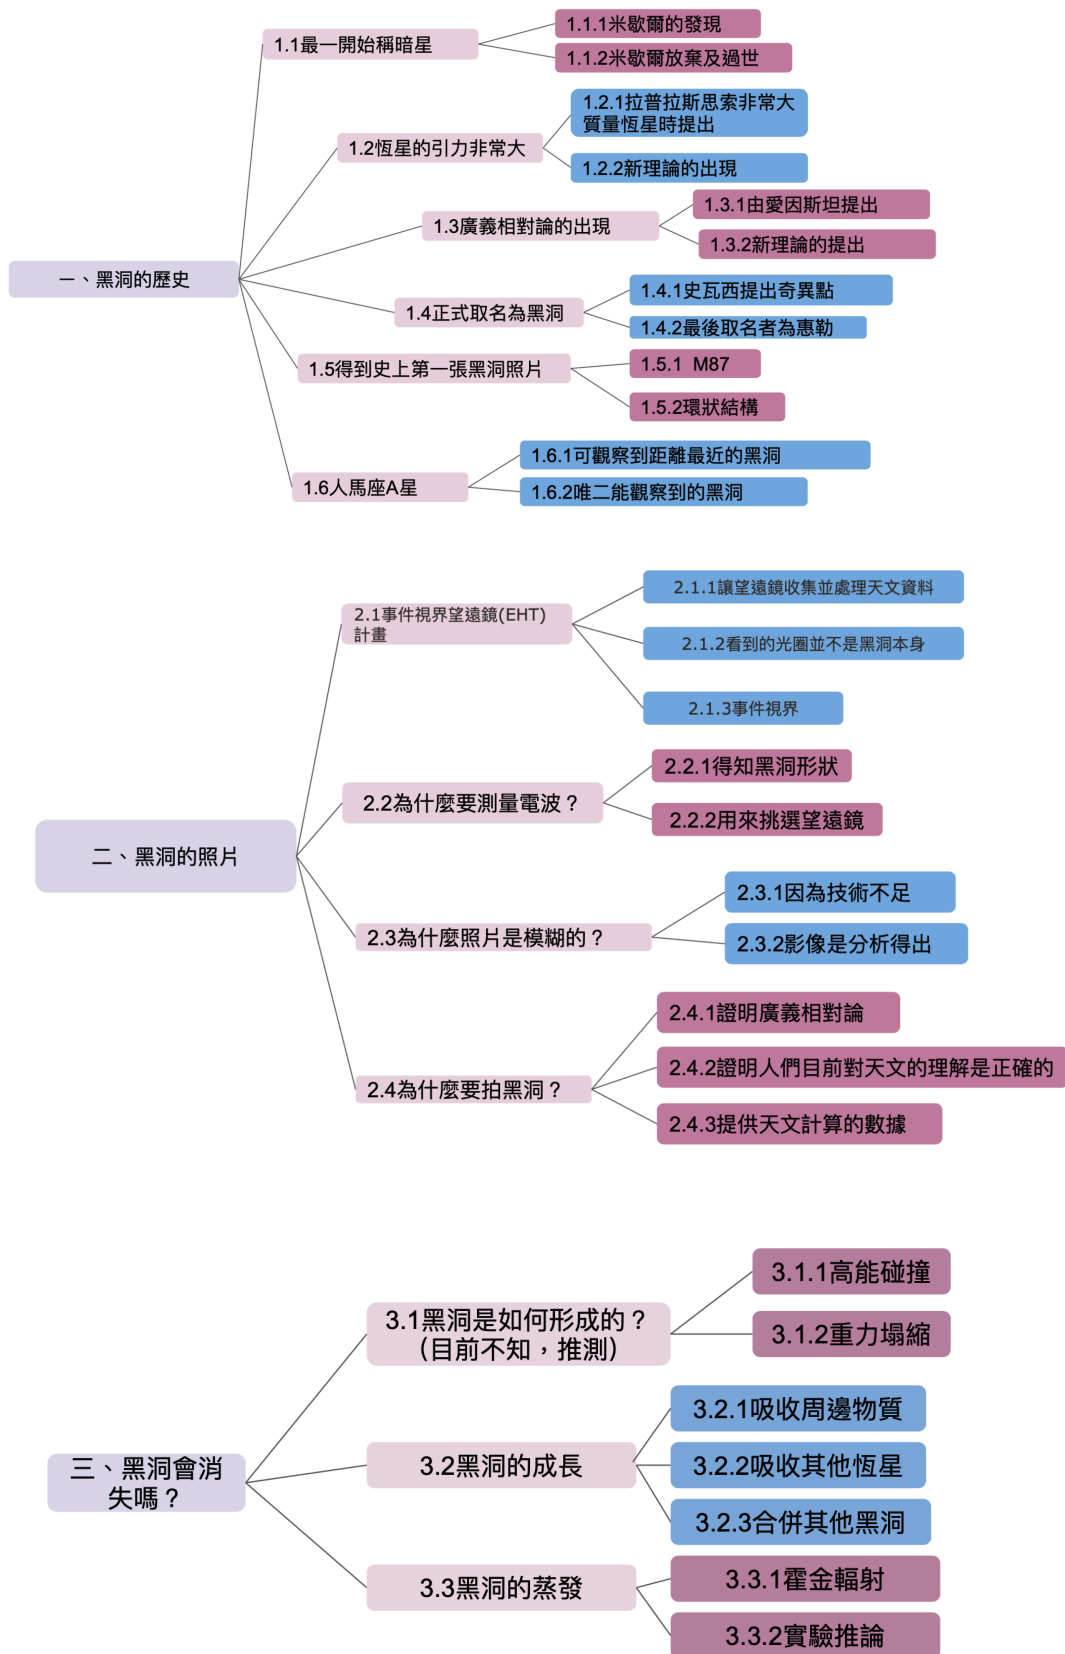 一、黑洞的歷史
1.1最一開始稱暗星
1.1.1米歇爾的發現
1.1.2米歇爾放棄及過世
1.2恆星的引力非常大
1.2.1拉普拉斯思索非常大
質量恆星時提出
1.2.2新理論的出現
1.3廣義相對論的出現
1.3.1由愛因斯坦提出
1.3.2新理論的提出
1.4正式取名為黑洞
1.4.1史瓦西提出奇異點
1.4.2最後取名者為惠勒
1.5得到史上第一張黑洞照片
1.5.1 M87
1.5.2環狀結構
1.6人馬座A星
1.6.1可觀察到距離最近的黑洞
1.6.2唯二能觀察到的黑洞
二、黑洞的照片
2.1事件視界望遠鏡(EHT)
計畫
2.1.1讓望遠鏡收集並處理天文資料
2.1.2看到的光圈並不是黑洞本身
2.1.3事件視界
2.2為什麼要測量電波？
2.2.1得知黑洞形狀
2.2.2用來挑選望遠鏡
2.3為什麼照片是模糊的？
2.3.1因為技術不足
2.3.2影像是分析得出
2.4為什麼要拍黑洞？
2.4.1證明廣義相對論
2.4.2證明人們目前對天文的理解是正確的
2.4.3提供天文計算的數據
三、黑洞會消
失嗎？
3.1黑洞是如何形成的？
（目前不知，推測）
3.1.1高能碰撞
3.1.2重力塌縮
3.2黑洞的成長
3.2.1吸收周邊物質
3.2.2吸收其他恆星
3.2.3合併其他黑洞
3.3黑洞的蒸發
3.3.1霍金輻射
3.3.2實驗推論